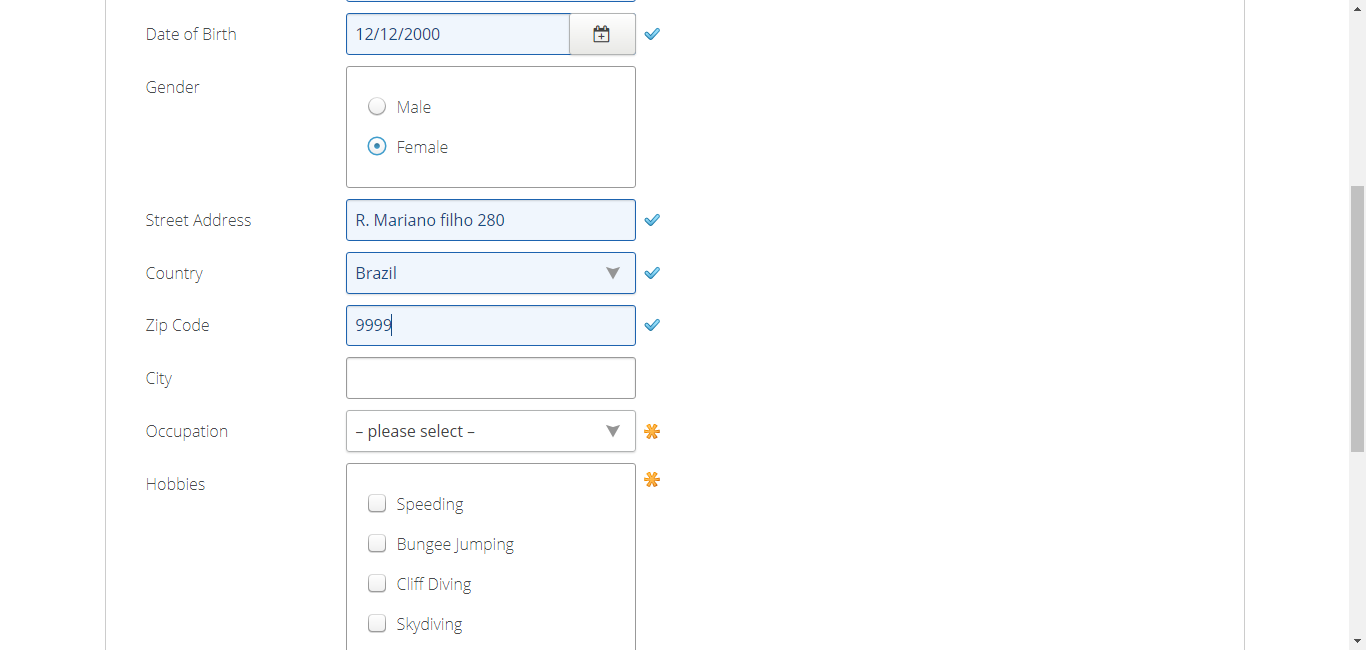 Date of Birth 12/12/2000
Gender
Male
Female
Street Address R. Mariano filho 280
Country Brazil
Zip Code 9999
City
Occupation – please select –
Hobbies
Speeding
Bungee Jumping
Cliff Diving
Skydiving